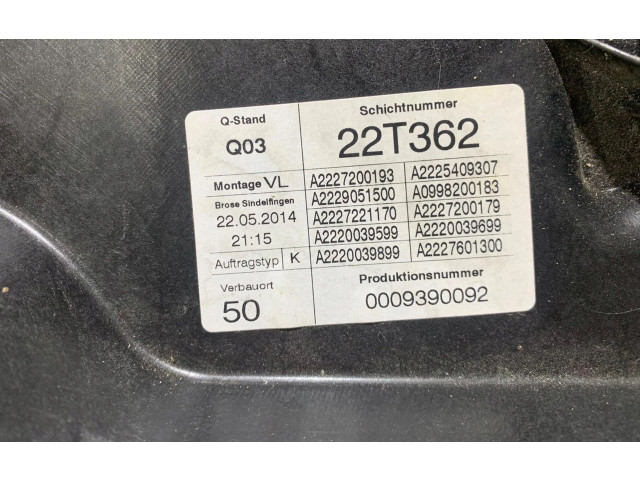 Q-Stand
Schichtnummer
Q03
22T362
Montage VL
Brose Sindelfingen
22.05.2014
21:15
Auftragstyp K
A2227200193 A2225409307
A2229051500 A0998200183
A2227221170 A2227200179
A2220039599 A2220039699
A2220039899 A2227601300
Verbauort
50
Produktionsnummer
0009390092